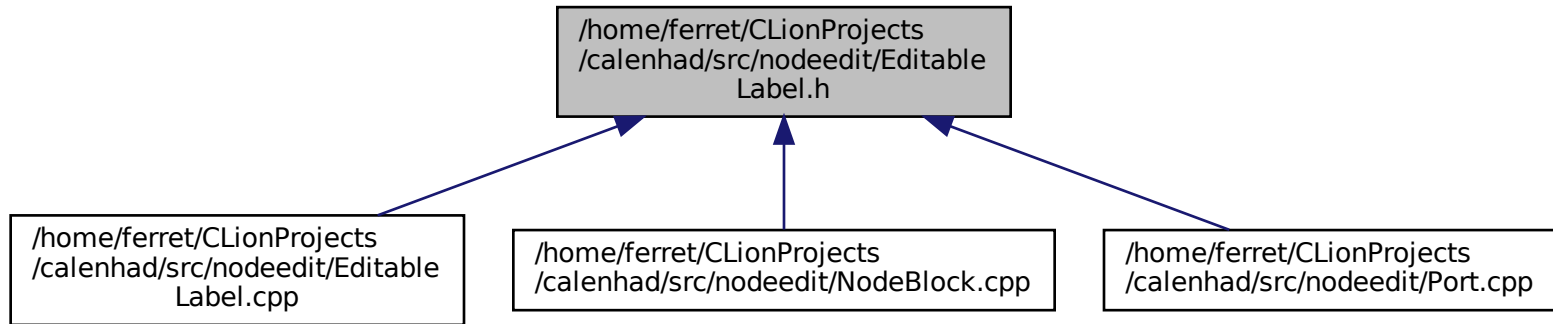 /home/ferret/CLionProjects
/calenhad/src/nodeedit/Editable
Label.h
/home/ferret/CLionProjects
/calenhad/src/nodeedit/Editable
Label.cpp
/home/ferret/CLionProjects
/calenhad/src/nodeedit/NodeBlock.cpp
/home/ferret/CLionProjects
/calenhad/src/nodeedit/Port.cpp